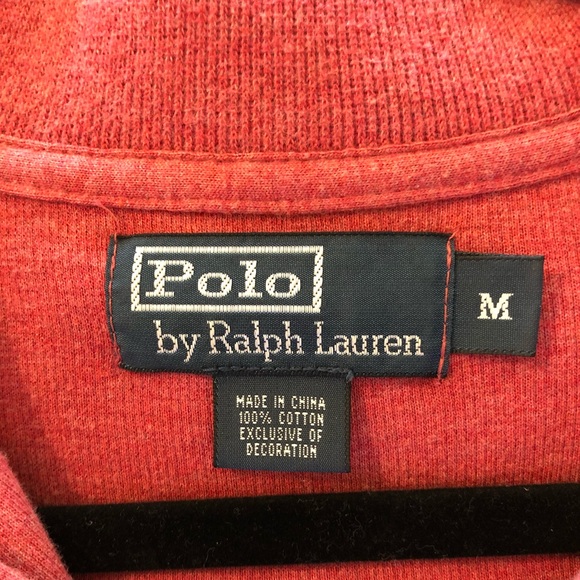 Polo
by Ralph Lauren
M
MADE IN CHINA
100% COTTON
EXCLUSIVE OF
DECORATION